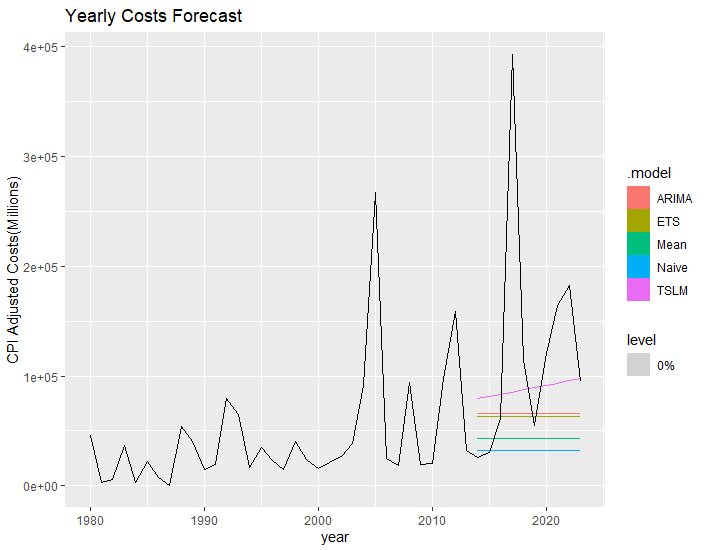 Yearly Costs Forecast
CPI Adjusted Costs(Millions)
4e+05
3e+05
2e+05
1e+05
0e+00
1980
1990
2000
2010
2020
year
.model
ARIMA
ETS
Mean
Naive
TSLM
level
0%